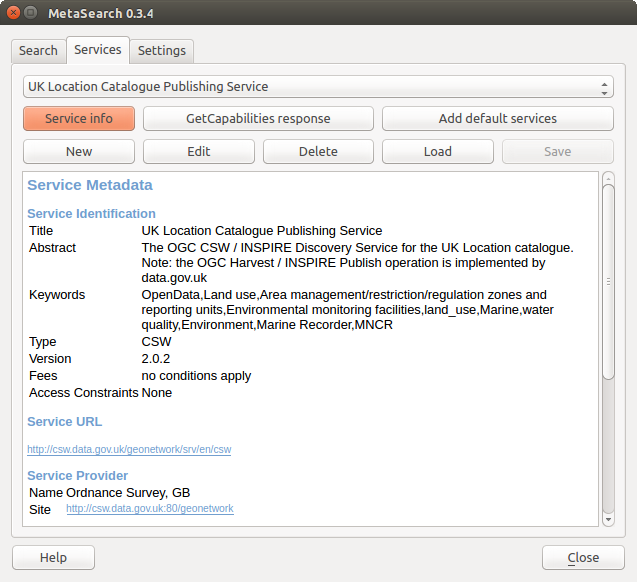 MetaSearch 0.3.4
Search Services Settings
UK Location Catalogue Publishing Service
Service info GetCapabilities response Add default services
New Edit Delete Load Save
Service Metadata
Service Identification
Title UK Location Catalogue Publishing Service
Abstract The OGC CSW / INSPIRE Discovery Service for the UK Location catalogue.
Note: the OGC Harvest / INSPIRE Publish operation is implemented by
data.gov.uk
Keywords OpenData,Land use,Area management/restriction/regulation zones and
reporting units,Environmental monitoring facilities,land_use,Marine,water
quality,Environment,Marine Recorder,MNCR
Type CSW
Version 2.0.2
Fees no conditions apply
Access Constraints None
Service URL
http://csw.data.gov.uk/geonetwork/srv/en/csw
Service Provider
Name Ordnance Survey, GB
Site http://csw.data.gov.uk:80/geonetwork
Help Close